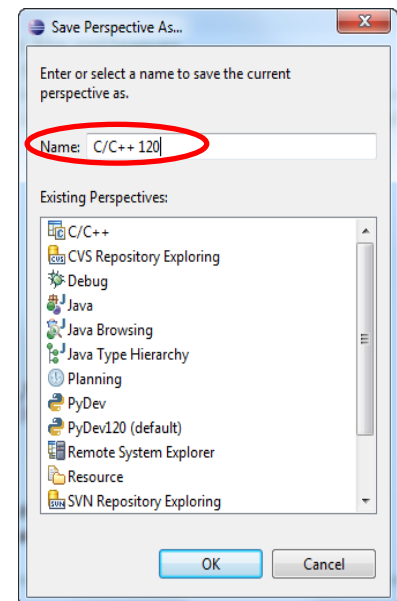 Save Perspective As...
Enter or select a name to save the current
perspective as.
Name: C/C++ 120
Existing Perspectives:
C/C++
CVS Repository Exploring
Debug
Java
Java Browsing
Java Type Hierarchy
Planning
PyDev
PyDev120 (default)
Remote System Explorer
Resource
SVN Repository Exploring
OK Cancel